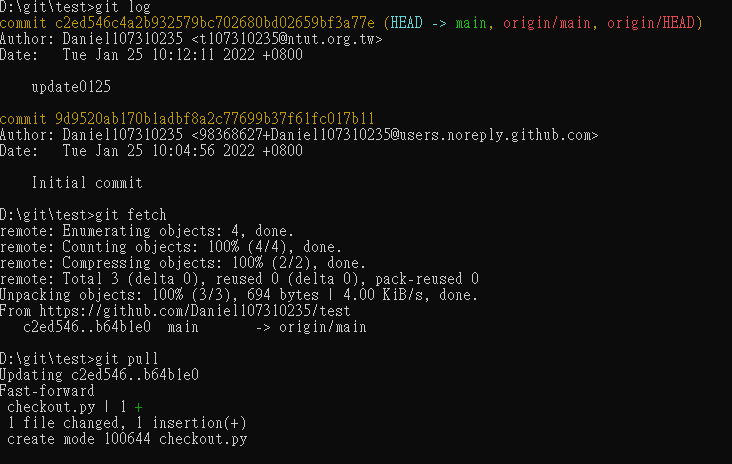 D:\git\test>git log
commit c2ed546c4a2b932579bc702680bd02659bf3a77e (HEAD -> main, origin/main, origin/HEAD)
Author: Daniel107310235 <t107310235@ntut.org.tw>
Date:   Tue Jan 25 10:12:11 2022 +0800
    update0125
commit 9d9520ab170b1adbf8a2c77699b37f61fc017b11
Author: Daniel107310235 <98368627+Daniel107310235@users.noreply.github.com>
Date:   Tue Jan 25 10:04:56 2022 +0800
    Initial commit
D:\git\test>git fetch
remote: Enumerating objects: 4, done.
remote: Counting objects: 100% (4/4), done.
remote: Compressing objects: 100% (2/2), done.
remote: Total 3 (delta 0), reused 0 (delta 0), pack-reused 0
Unpacking objects: 100% (3/3), 694 bytes | 4.00 KiB/s, done.
From https://github.com/Daniel107310235/test
   c2ed546..b64b1e0  main       -> origin/main
D:\git\test>git pull
Updating c2ed546..b64b1e0
Fast-forward
 checkout.py | 1 +
 1 file changed, 1 insertion(+)
 create mode 100644 checkout.py